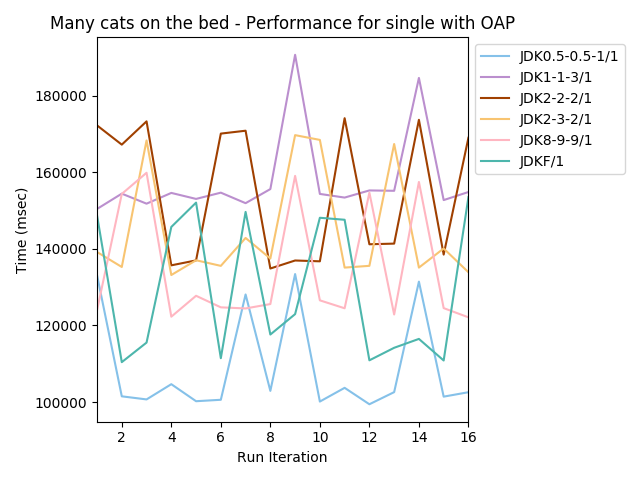 Many cats on the bed - Performance for single with OAP
JDK0.5-0.5-1/1
JDK1-1-3/1
JDK2-2-2/1
JDK2-3-2/1
JDK8-9-9/1
JDKF/1
Time (msec)
180000
160000
140000
120000
100000
2 4 6 8 10 12 14 16
Run Iteration